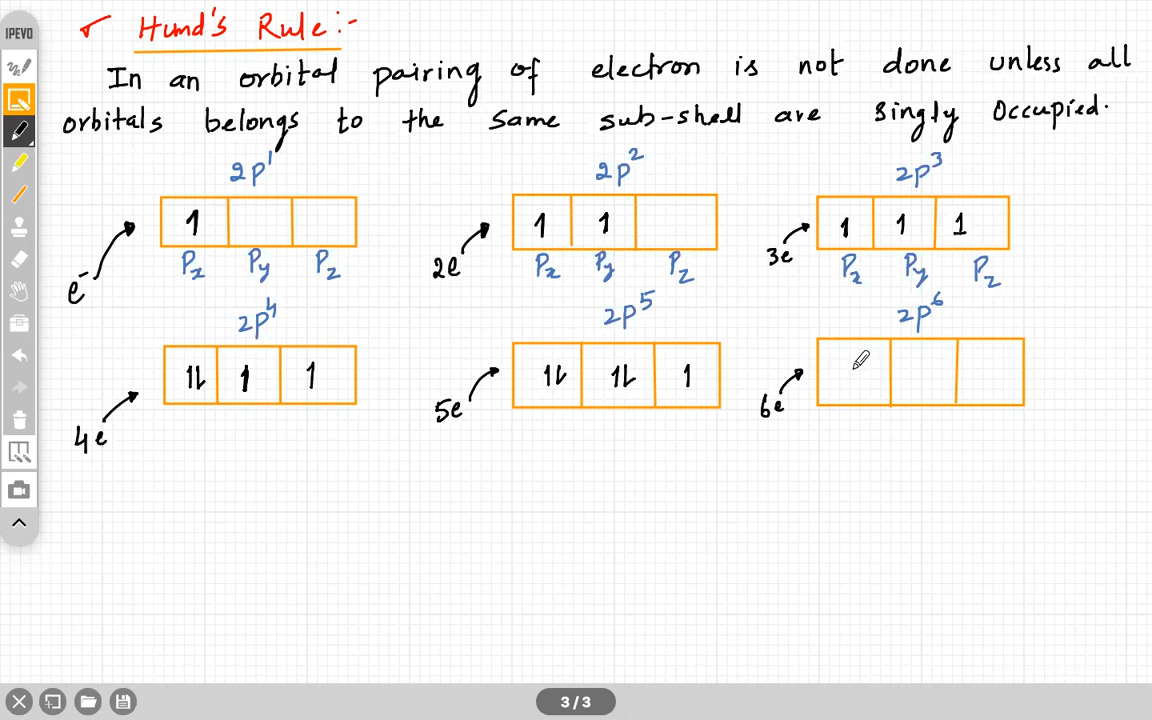 IPEVO
Hund's Rule:-
In an orbital pairing of electron is not done unless all
orbitals belongs to the same sub-shell are singly occupied.
2p¹ 2p² 2p³
e⁻ 1 2e 1 1 3e 1 1 1
Px Py Pz Px Py Pz Px Py Pz
2p⁴ 2p⁵ 2p⁶
4e 1L 1 1 5e 1L 1L 1 6e
3/3